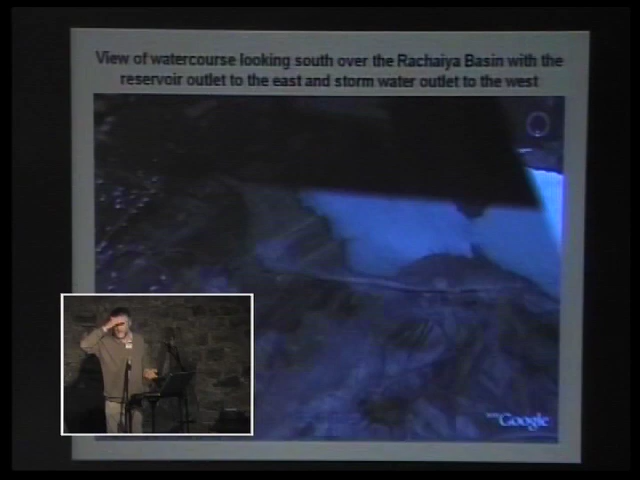 View of watercourse looking south over the Rachaiya Basin with the
reservoir outlet to the east and storm water outlet to the west
Google